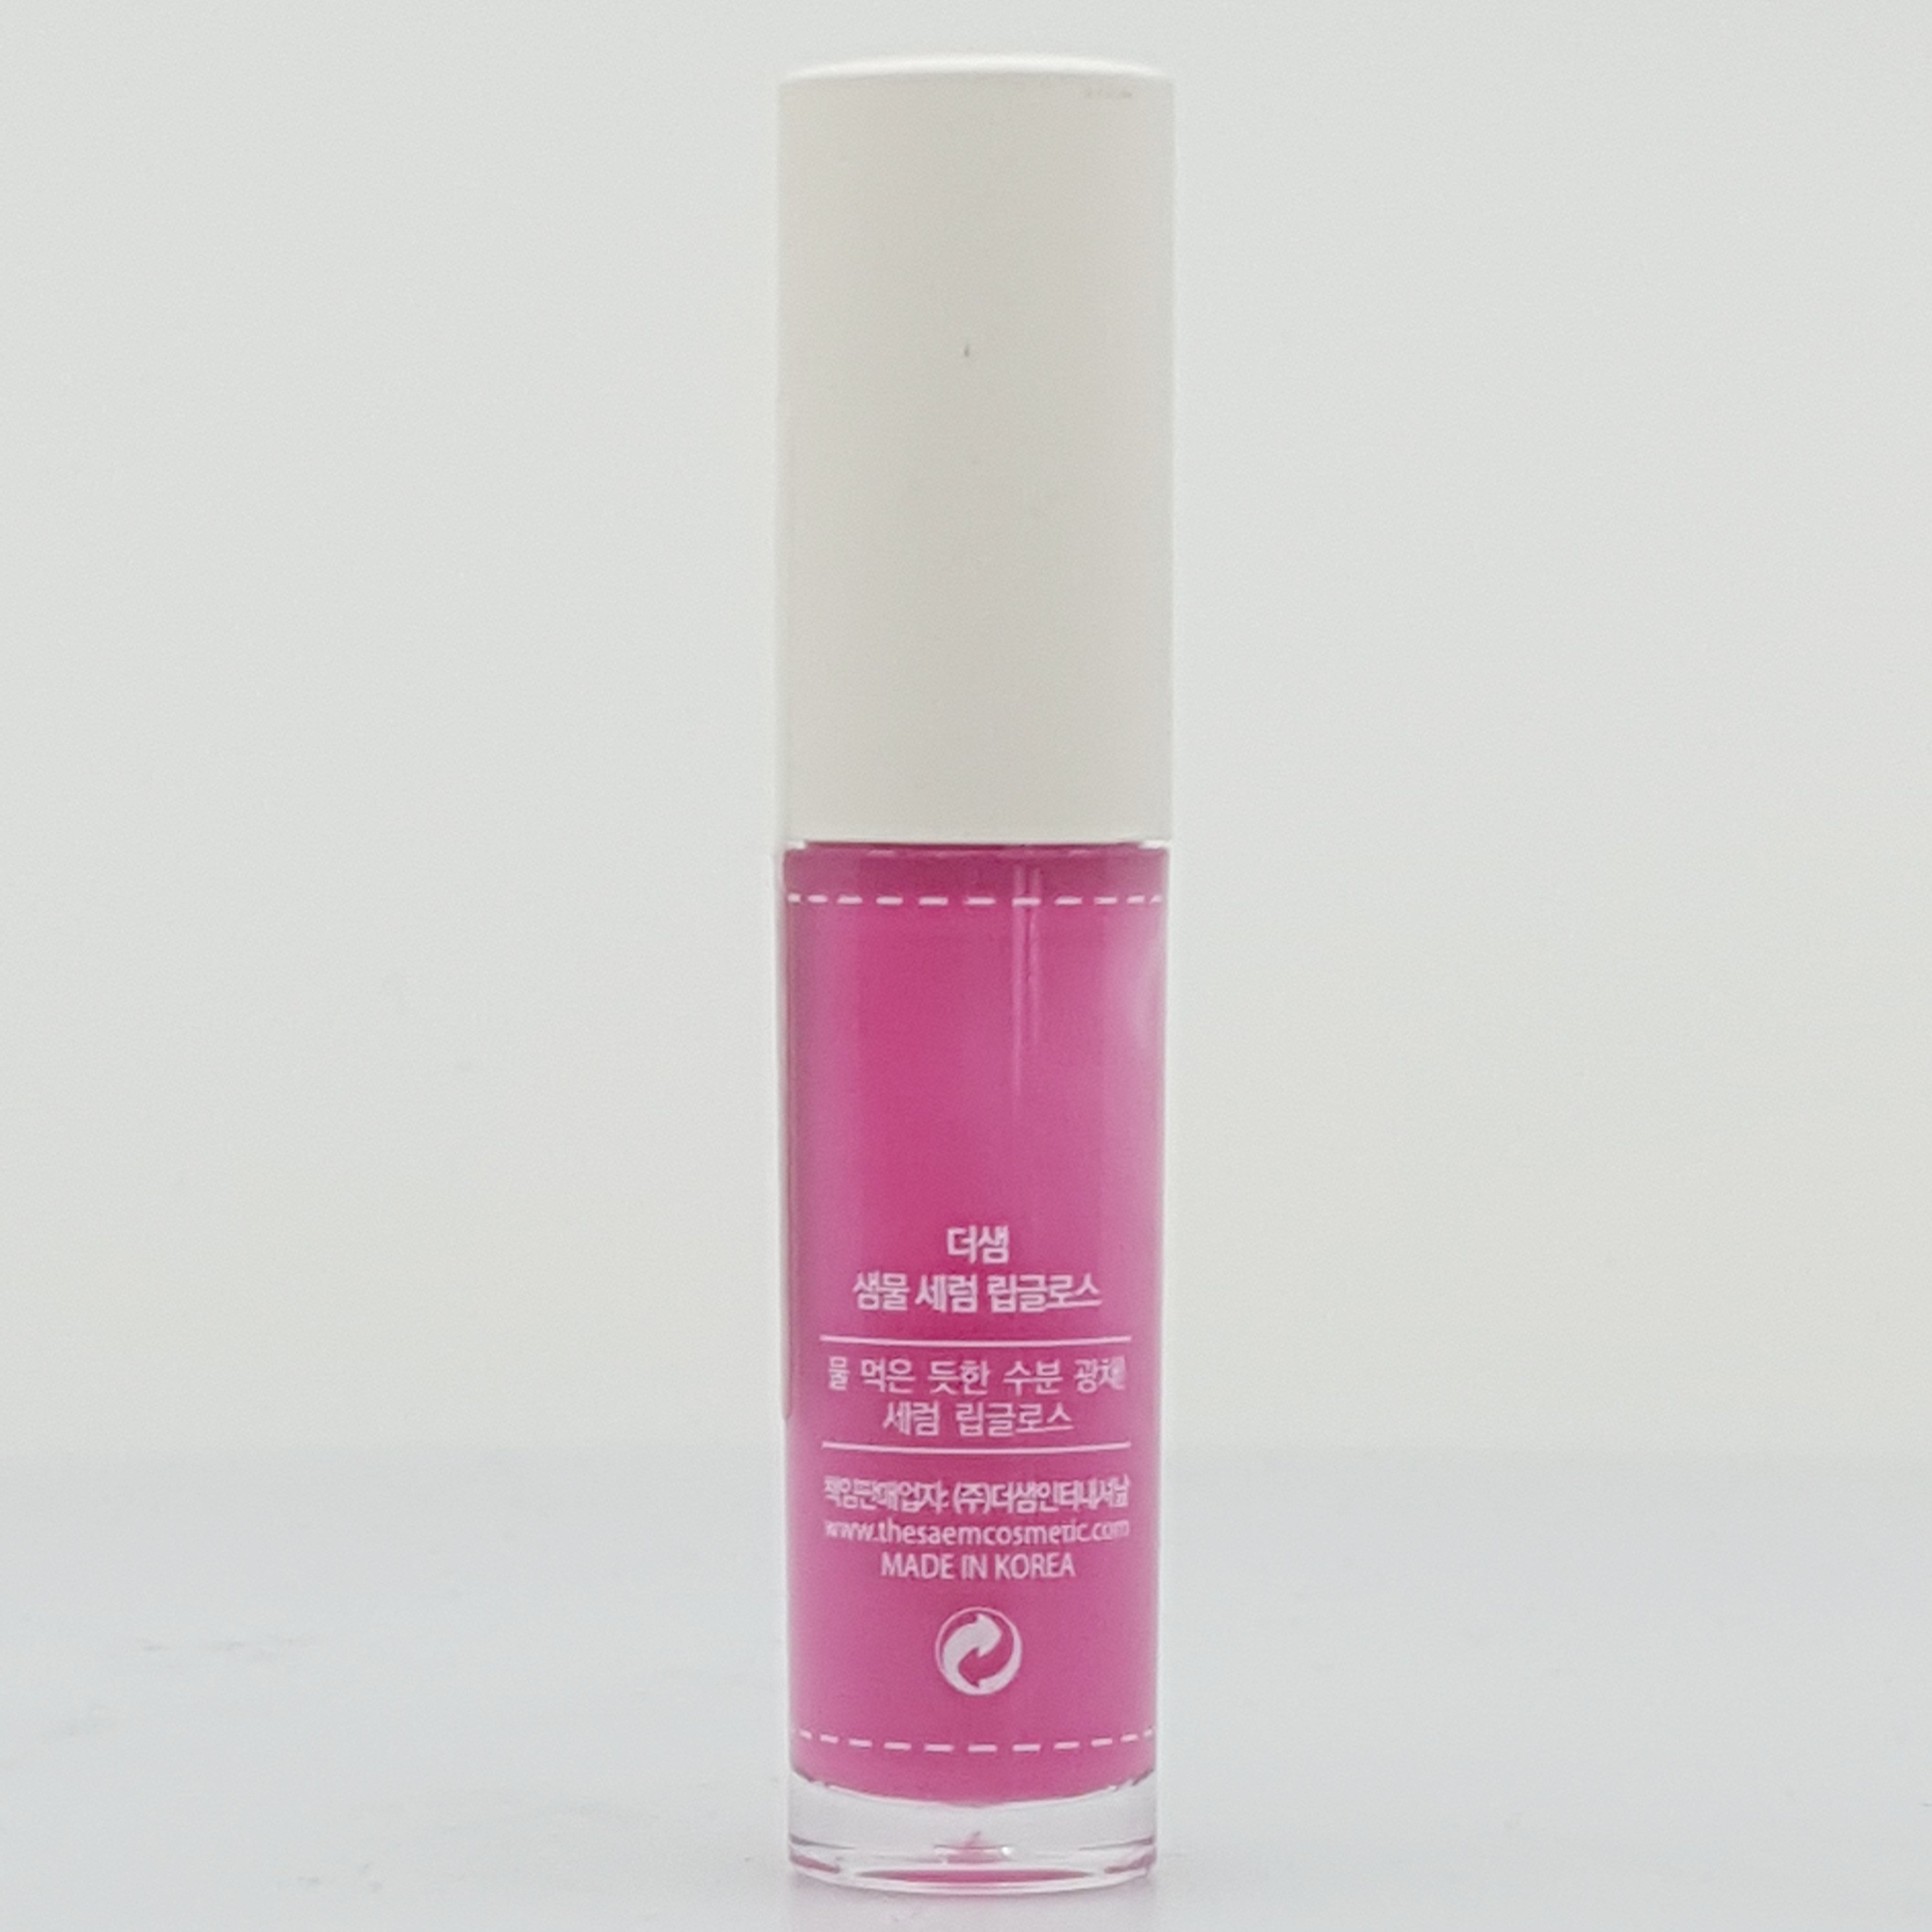 더샘
샘물 세럼 립글로스
물 먹은 듯한 수분 광채!
세럼 립글로스
책임판매업자: (주)더샘인터내셔날
www.thesaemcosmetic.com
MADE IN KOREA